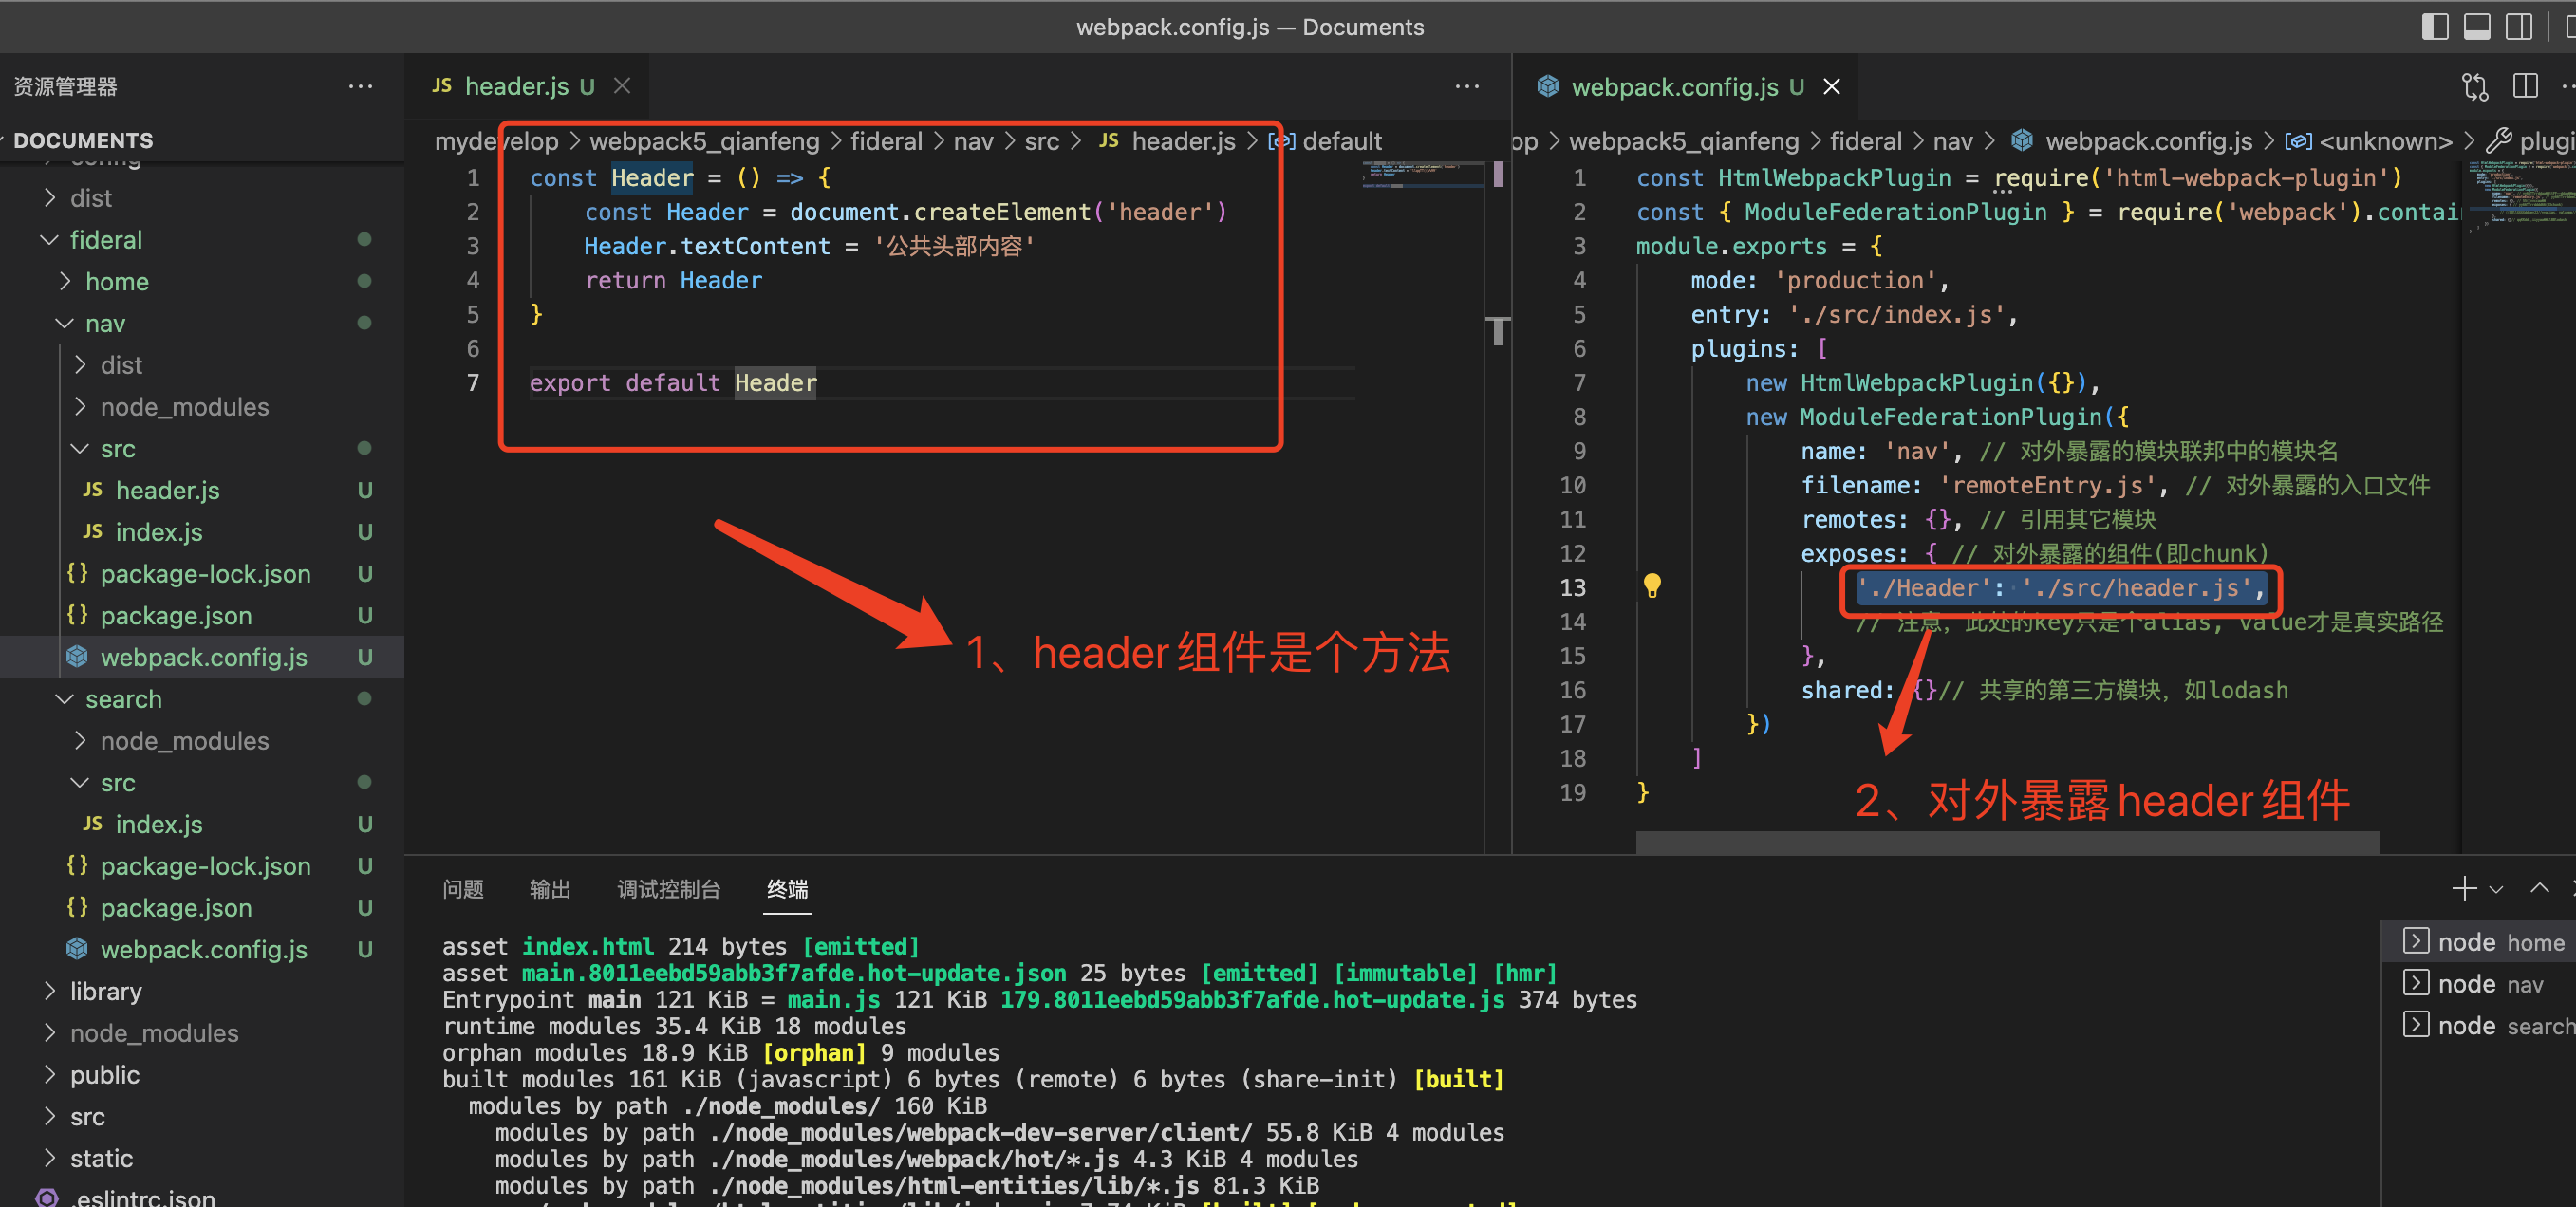 webpack.config.js — Documents
资源管理器
DOCUMENTS
config
dist
fideral
home
nav
dist
node_modules
src
JS header.js U
JS index.js U
{} package-lock.json U
{} package.json U
webpack.config.js U
search
node_modules
src
JS index.js U
{} package-lock.json U
{} package.json U
webpack.config.js U
library
node_modules
public
src
static
.eslintrc.json
JS header.js U
mydevelop > webpack5_qianfeng > fideral > nav > src > JS header.js > default
1 const Header = () => {
2 const Header = document.createElement('header')
3 Header.textContent = '公共头部内容'
4 return Header
5 }
6
7 export default Header
1、header组件是个方法
webpack.config.js U
op > webpack5_qianfeng > fideral > nav > webpack.config.js > <unknown> > plugi
1 const HtmlWebpackPlugin = require('html-webpack-plugin')
2 const { ModuleFederationPlugin } = require('webpack').contai
3 module.exports = {
4 mode: 'production',
5 entry: './src/index.js',
6 plugins: [
7 new HtmlWebpackPlugin({}),
8 new ModuleFederationPlugin({
9 name: 'nav', // 对外暴露的模块联邦中的模块名
10 filename: 'remoteEntry.js', // 对外暴露的入口文件
11 remotes: {}, // 引用其它模块
12 exposes: { // 对外暴露的组件(即chunk)
13 './Header': './src/header.js',
14 // 注意, 此处的key只是个alias, value才是真实路径
15 },
16 shared: {}// 共享的第三方模块, 如lodash
17 })
18 ]
19 }
2、对外暴露header组件
问题 输出 调试控制台 终端
asset index.html 214 bytes [emitted]
asset main.8011eebd59abb3f7afde.hot-update.json 25 bytes [emitted] [immutable] [hmr]
Entrypoint main 121 KiB = main.js 121 KiB 179.8011eebd59abb3f7afde.hot-update.js 374 bytes
runtime modules 35.4 KiB 18 modules
orphan modules 18.9 KiB [orphan] 9 modules
built modules 161 KiB (javascript) 6 bytes (remote) 6 bytes (share-init) [built]
modules by path ./node_modules/ 160 KiB
modules by path ./node_modules/webpack-dev-server/client/ 55.8 KiB 4 modules
modules by path ./node_modules/webpack/hot/*.js 4.3 KiB 4 modules
modules by path ./node_modules/html-entities/lib/*.js 81.3 KiB
node home
node nav
node search